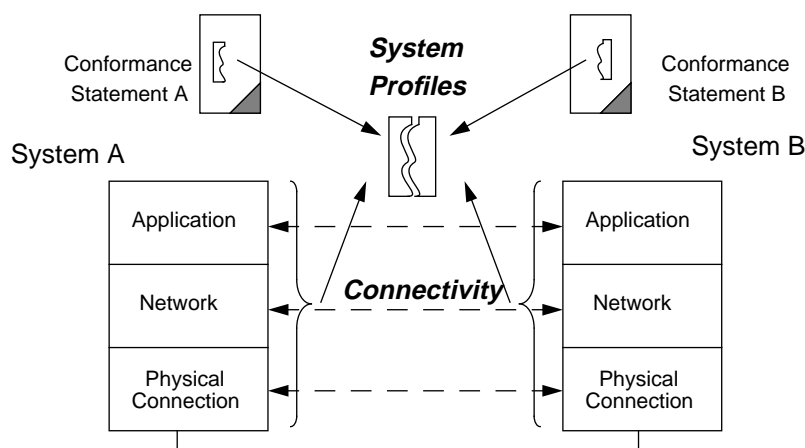 System
Profiles
Conformance
Statement A
Conformance
Statement B
System A
System B
Application
Application
Connectivity
Network
Network
Physical
Connection
Physical
Connection